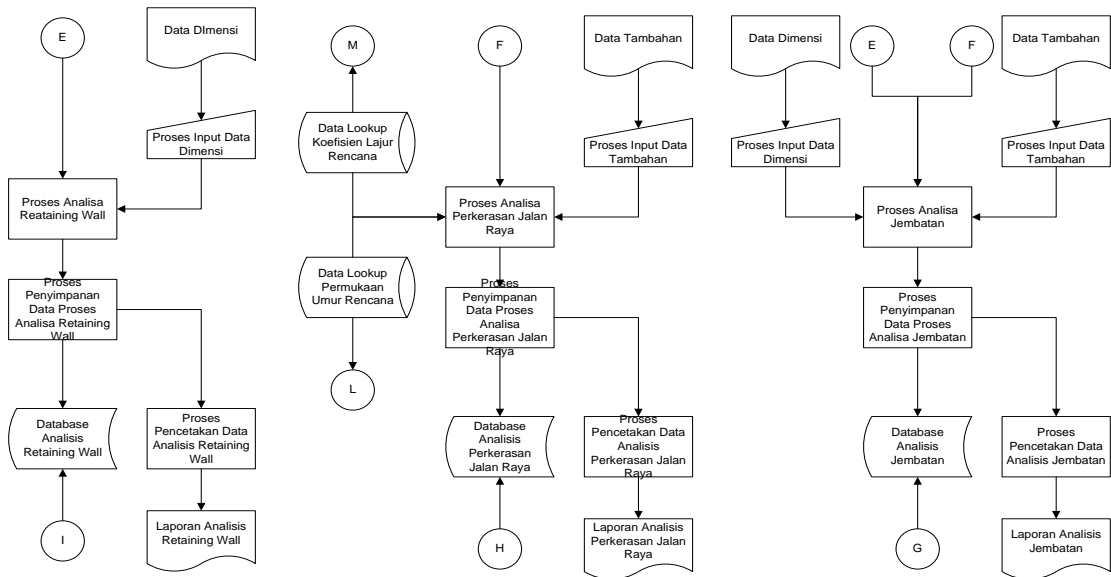 E
Data DImensi
Proses Input Data
Dimensi
Proses Analisa
Reataining Wall
Proses
Penyimpanan
Data Proses
Analisa Retaining
Wall
Database
Analisis
Retaining Wall
Proses
Pencetakan Data
Analisis Retaining
Wall
I
Laporan Analisis
Retaining Wall
M
F
Data Tambahan
Data Lookup
Koefisien Lajur
Rencana
Proses Input Data
Tambahan
Proses Analisa
Perkerasan Jalan
Raya
Data Lookup
Permukaan
Umur Rencana
Proses
Penyimpanan
Data Proses
Analisa
Perkerasan Jalan
Raya
L
Database
Analisis
Perkerasan
Jalan Raya
Proses
Pencetakan Data
Analisis
Perkerasan Jalan
Raya
H
Laporan Analisis
Perkerasan Jalan
Raya
Data Dimensi
E
F
Data Tambahan
Proses Input Data
Dimensi
Proses Input Data
Tambahan
Proses Analisa
Jembatan
Proses
Penyimpanan
Data Proses
Analisa Jembatan
Database
Analisis
Jembatan
Proses
Pencetakan Data
Analisis Jembatan
G
Laporan Analisis
Jembatan